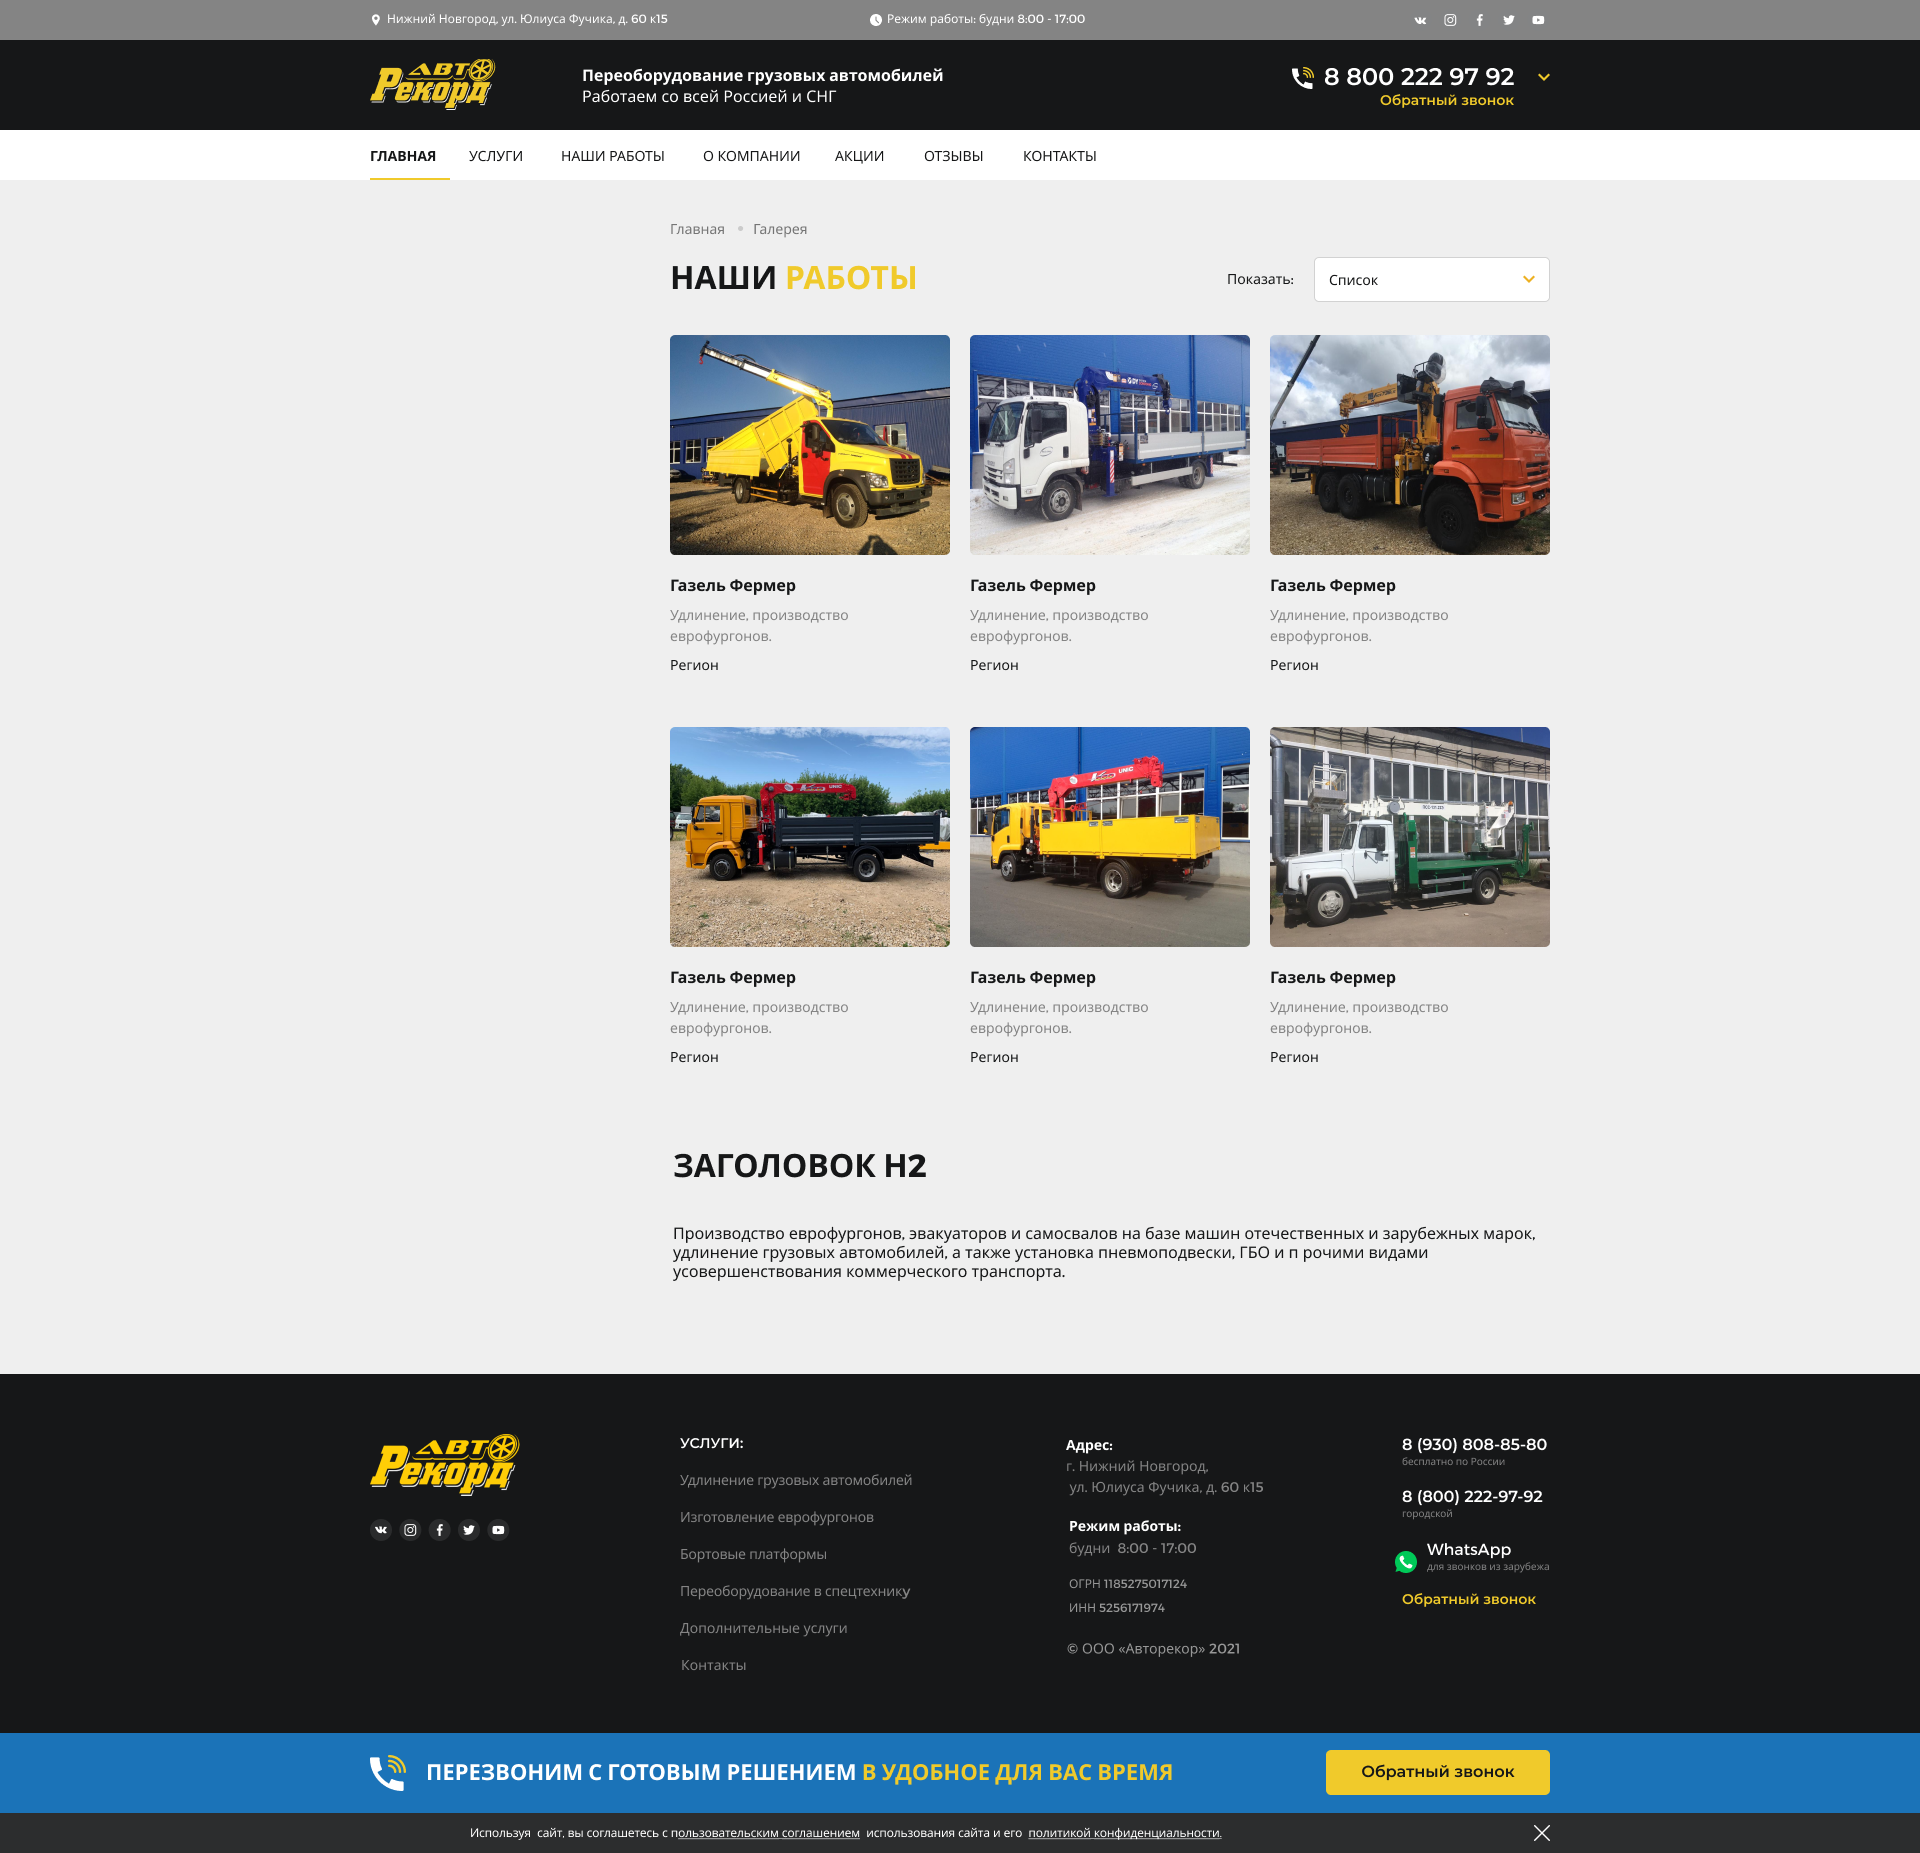 Нижний Новгород, ул. Юлиуса Фучика, д. 60 к15
Режим работы: будни 8:00 - 17:00
АВТО
Рекорд
Переоборудование грузовых автомобилей
Работаем со всей Россией и СНГ
8 800 222 97 92
Обратный звонок
ГЛАВНАЯ УСЛУГИ НАШИ РАБОТЫ О КОМПАНИИ АКЦИИ ОТЗЫВЫ КОНТАКТЫ
Главная Галерея
НАШИ РАБОТЫ
Показать: Список
Газель Фермер
Удлинение, производство
еврофургонов.
Регион
Газель Фермер
Удлинение, производство
еврофургонов.
Регион
Газель Фермер
Удлинение, производство
еврофургонов.
Регион
UNIC
Газель Фермер
Удлинение, производство
еврофургонов.
Регион
UNIC
Газель Фермер
Удлинение, производство
еврофургонов.
Регион
Газель Фермер
Удлинение, производство
еврофургонов.
Регион
ЗАГОЛОВОК Н2
Производство еврофургонов, эвакуаторов и самосвалов на базе машин отечественных и зарубежных марок,
удлинение грузовых автомобилей, а также установка пневмоподвески, ГБО и п рочими видами
усовершенствования коммерческого транспорта.
АВТО
Рекорд
УСЛУГИ:
Удлинение грузовых автомобилей
Изготовление еврофургонов
Бортовые платформы
Переоборудование в спецтехнику
Дополнительные услуги
Контакты
Адрес:
г. Нижний Новгород,
ул. Юлиуса Фучика, д. 60 к15
Режим работы:
будни 8:00 - 17:00
ОГРН 1185275017124
ИНН 5256171974
© ООО «Авторекор» 2021
8 (930) 808-85-80
бесплатно по России
8 (800) 222-97-92
городской
WhatsApp
для звонков из зарубежа
Обратный звонок
ПЕРЕЗВОНИМ С ГОТОВЫМ РЕШЕНИЕМ В УДОБНОЕ ДЛЯ ВАС ВРЕМЯ
Обратный звонок
Используя сайт, вы соглашетесь с пользовательским соглашением использования сайта и его политикой конфиденциальности.